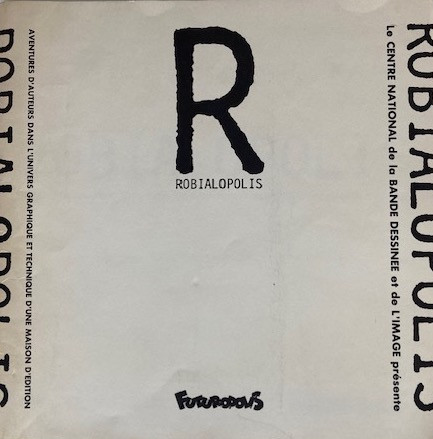 ROBIALOPOLIS
AVENTURES D'AUTEURS DANS L'UNIVERS GRAPHIQUE ET TECHNIQUE D'UNE MAISON D'EDITION
R
ROBIALOPOLIS
FUTUROPOLIS
Le CENTRE NATIONAL de la BANDE DESSINEE et de L'IMAGE présente
ROBIALOPOLIS